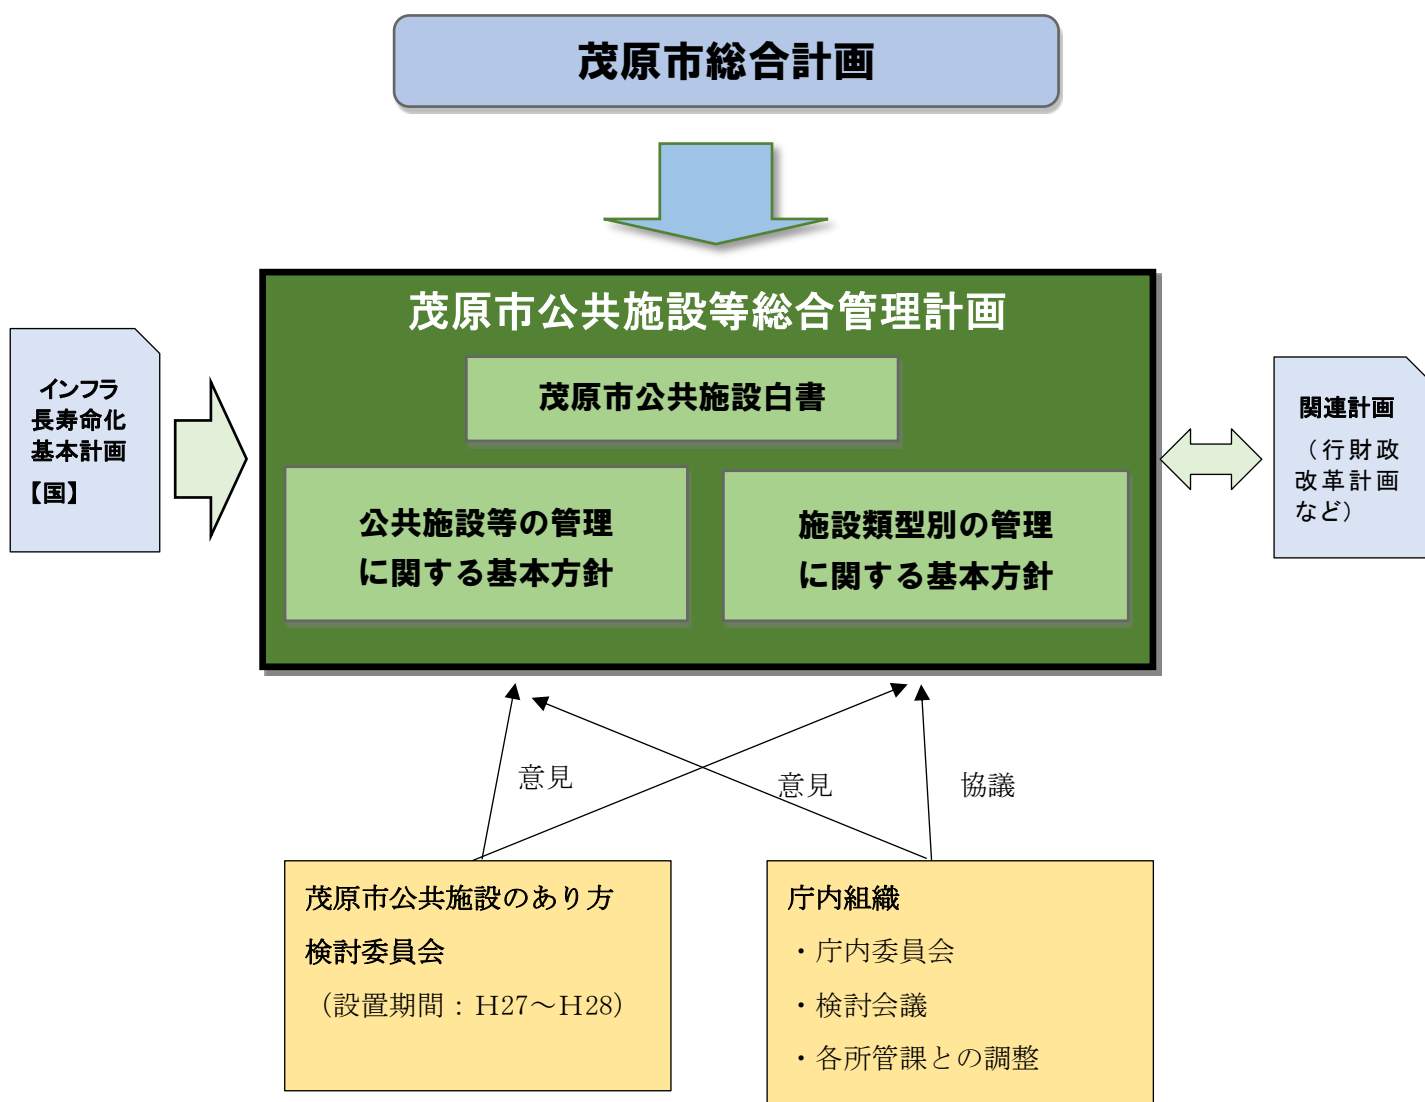 茂原市総合計画
茂原市公共施設等総合管理計画
茂原市公共施設白書
公共施設等の管理
に関する基本方針
施設類型別の管理
に関する基本方針
インフラ
長寿命化
基本計画
【国】
関連計画
（行財政
改革計画
など）
意見
意見
協議
茂原市公共施設のあり方
検討委員会
（設置期間：H27～H28）
庁内組織
・庁内委員会
・検討会議
・各所管課との調整